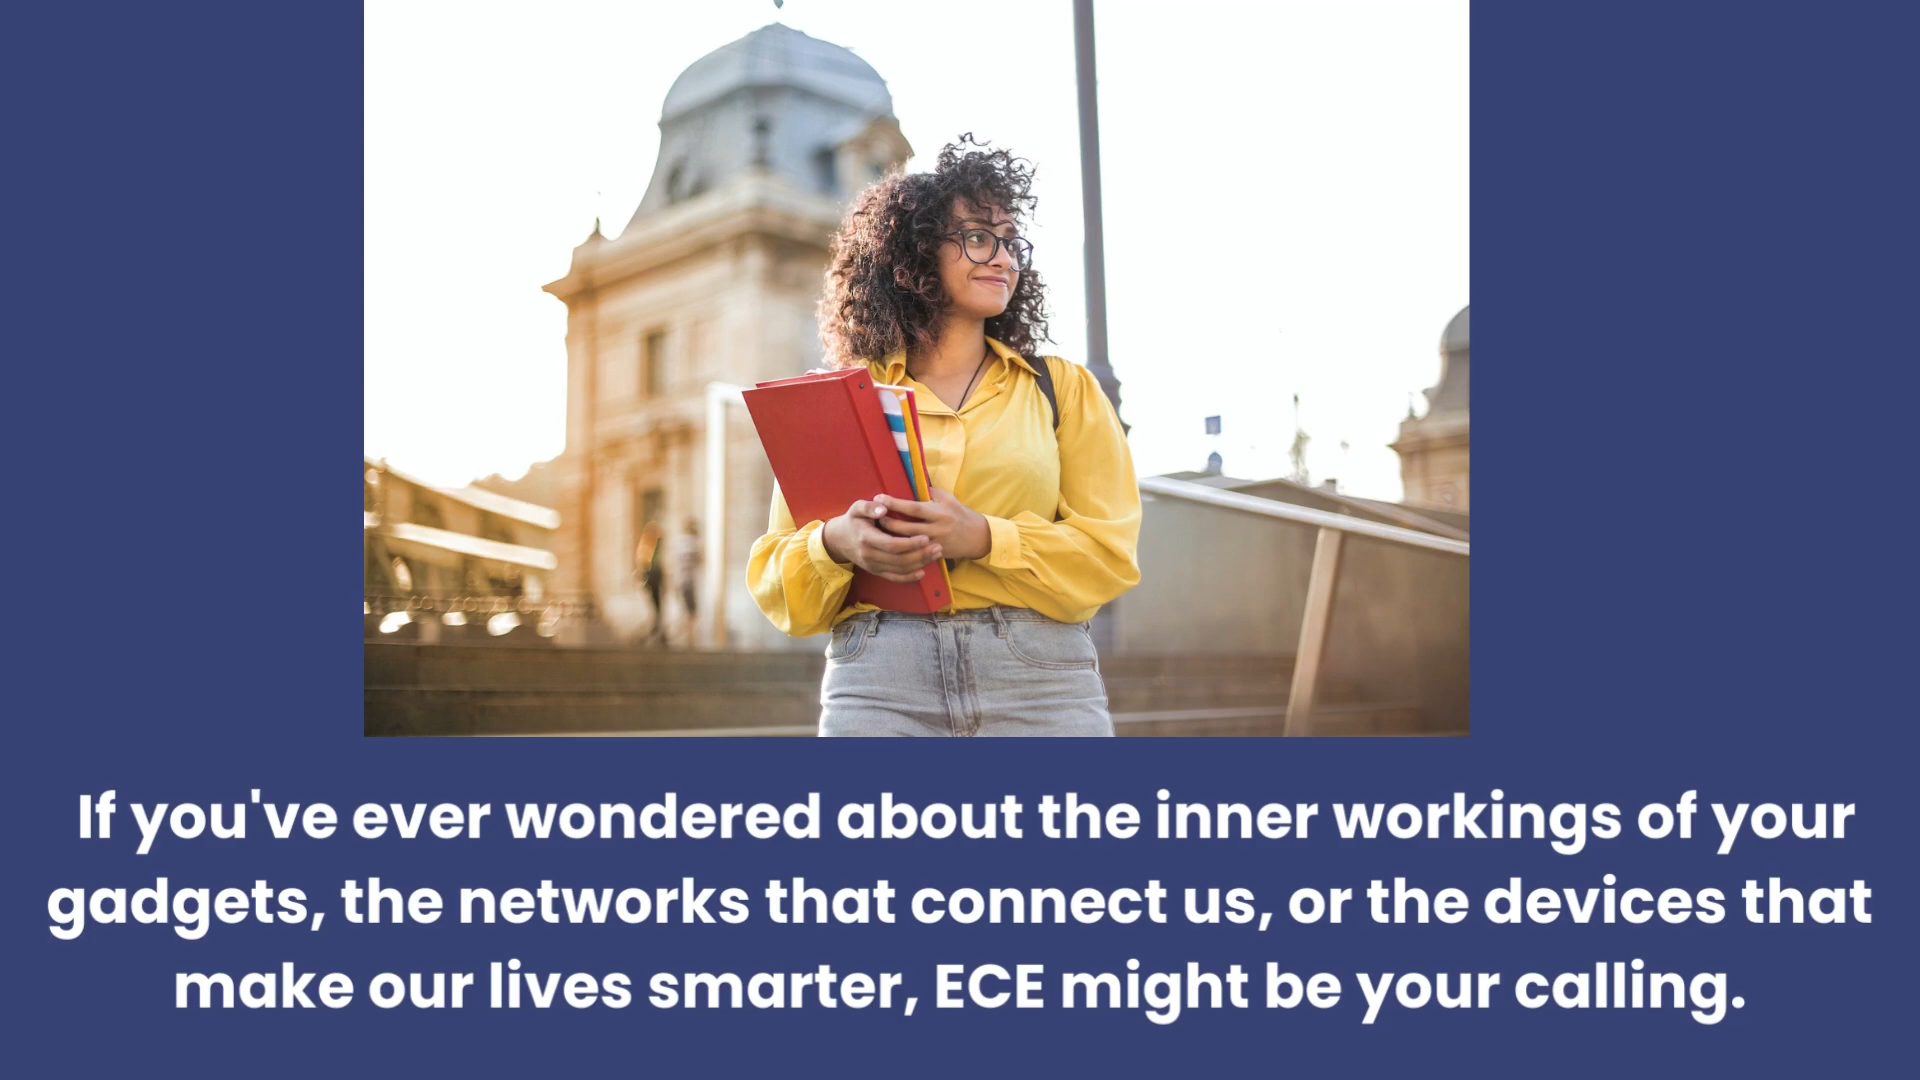 If you've ever wondered about the inner workings of your
gadgets, the networks that connect us, or the devices that
make our lives smarter, ECE might be your calling.